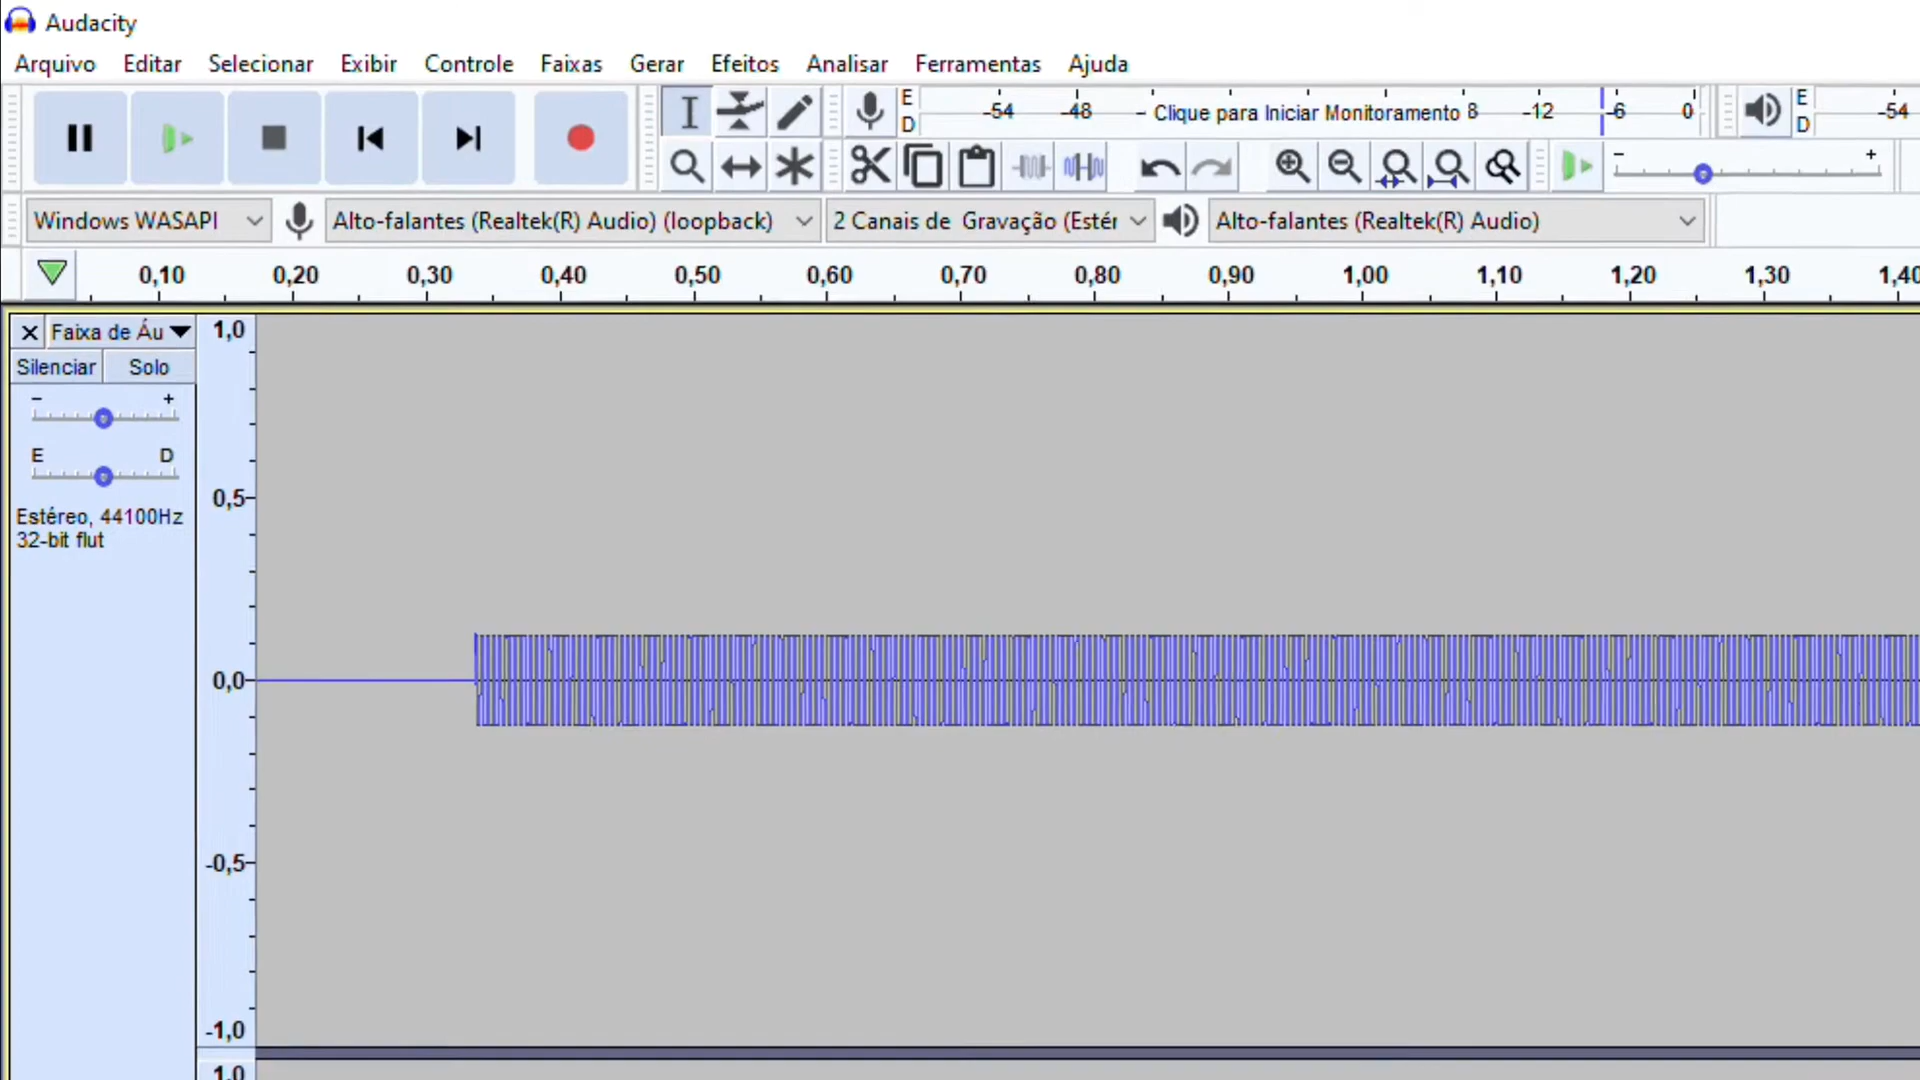 Audacity
Arquivo Editar Selecionar Exibir Controle Faixas Gerar Efeitos Analisar Ferramentas Ajuda
E D -54 -48 - Clique para Iniciar Monitoramento 8 -12 -6 0 E D -54
- +
Windows WASAPI Alto-falantes (Realtek(R) Audio) (loopback) 2 Canais de Gravação (Estér Alto-falantes (Realtek(R) Audio)
0,10 0,20 0,30 0,40 0,50 0,60 0,70 0,80 0,90 1,00 1,10 1,20 1,30 1,40
X Faixa de Áu 1,0
Silenciar Solo
- +
E D
0,5-
Estéreo, 44100Hz
32-bit flut
0,0-
-0,5-
-1,0
1,0